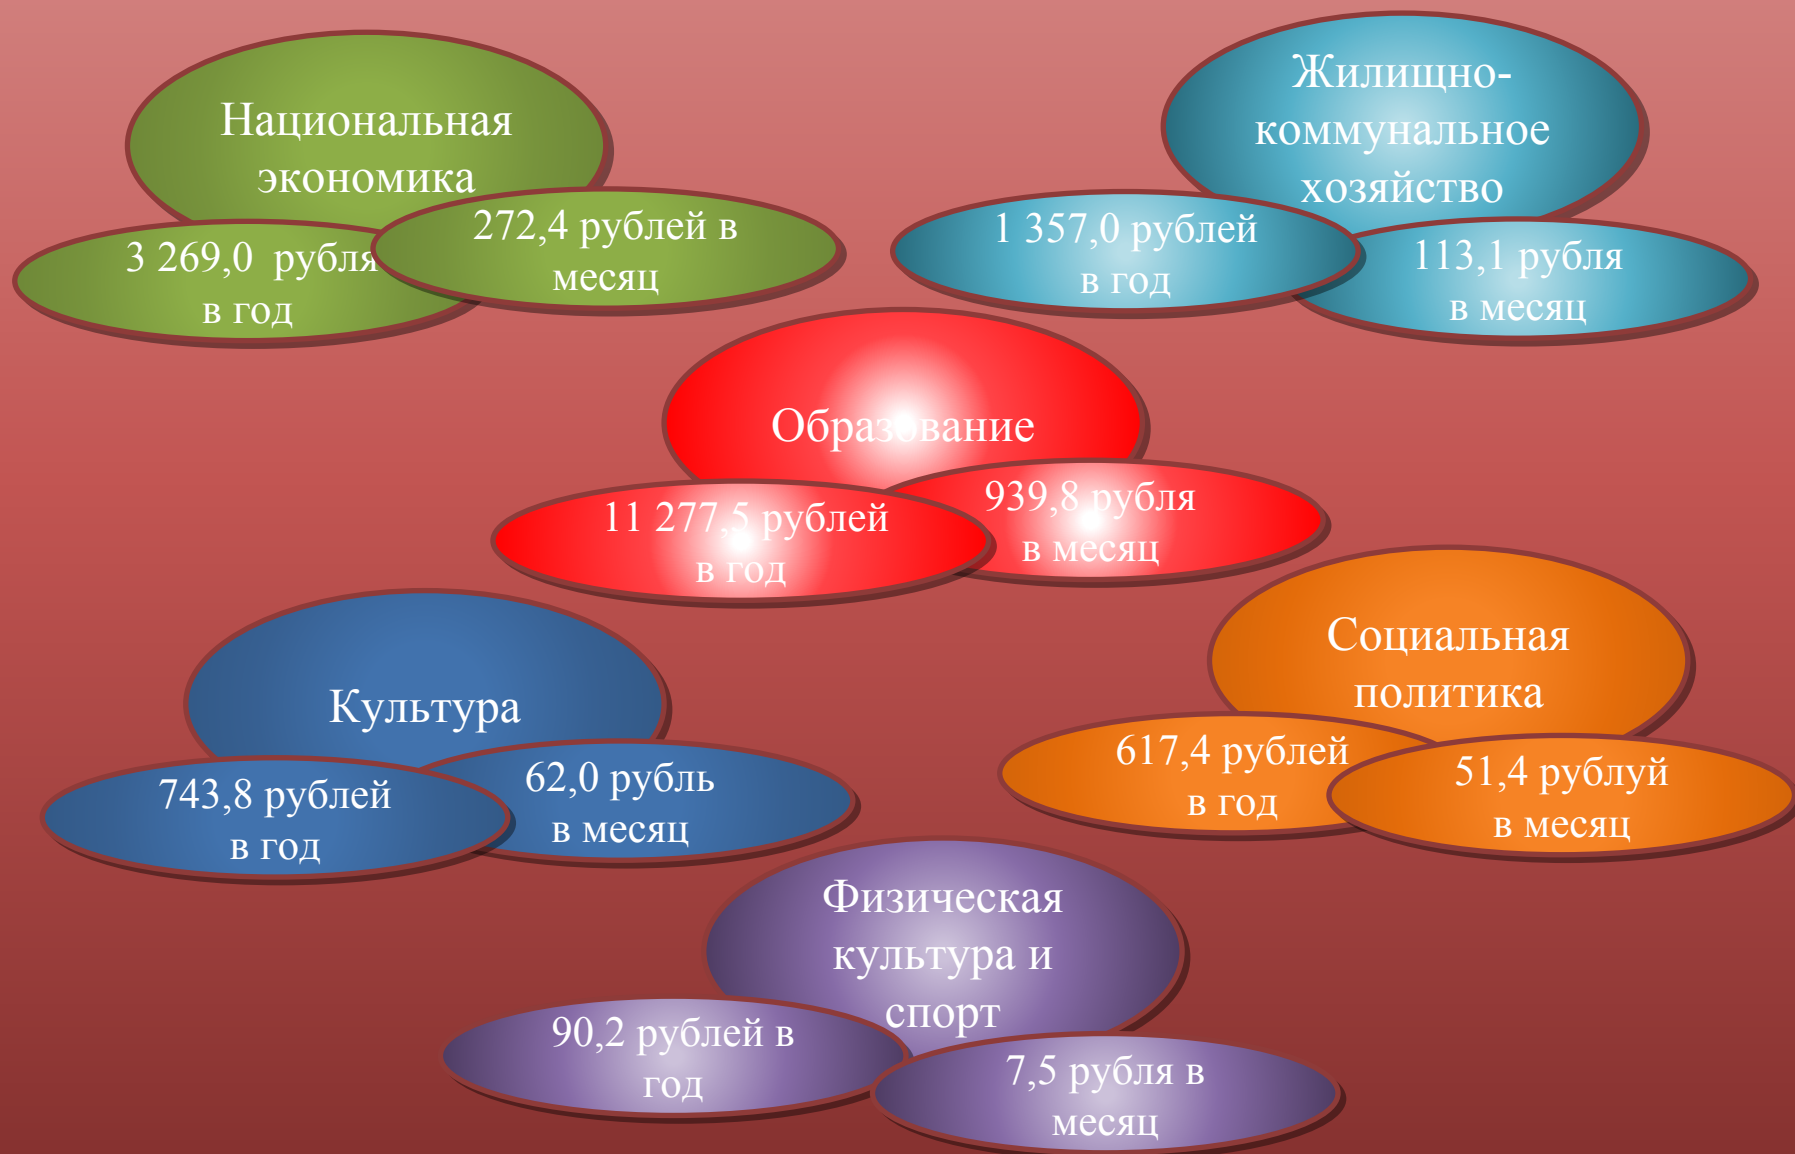 Национальная
экономика
3 269,0  рубля
в год
272,4 рублей в
месяц
Жилищно-
коммунальное
хозяйство
1 357,0 рублей
в год
113,1 рубля
в месяц
Образование
11 277,5 рублей
в год
939,8 рубля
в месяц
Культура
743,8 рублей
в год
62,0 рубль
в месяц
Социальная
политика
617,4 рублей
в год
51,4 рублуй
в месяц
Физическая
культура и
спорт
90,2 рублей в
год
7,5 рубля в
месяц